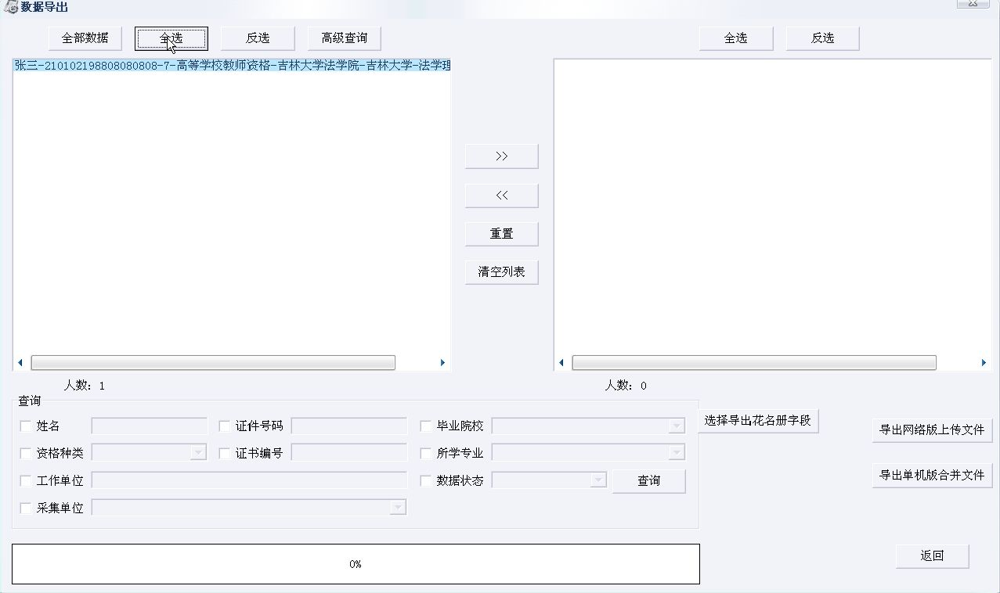 数据导出
全部数据 全选 反选 高级查询 全选 反选
张三-210102198808080808-7-高等学校教师资格-吉林大学法学院-吉林大学-法学理
>>
<<
重置
清空列表
人数：1 人数：0
查询
姓名 证件号码 毕业院校 选择导出花名册字段
资格种类 证书编号 所学专业 导出网络版上传文件
工作单位 数据状态 查询 导出单机版合并文件
采集单位
0% 返回